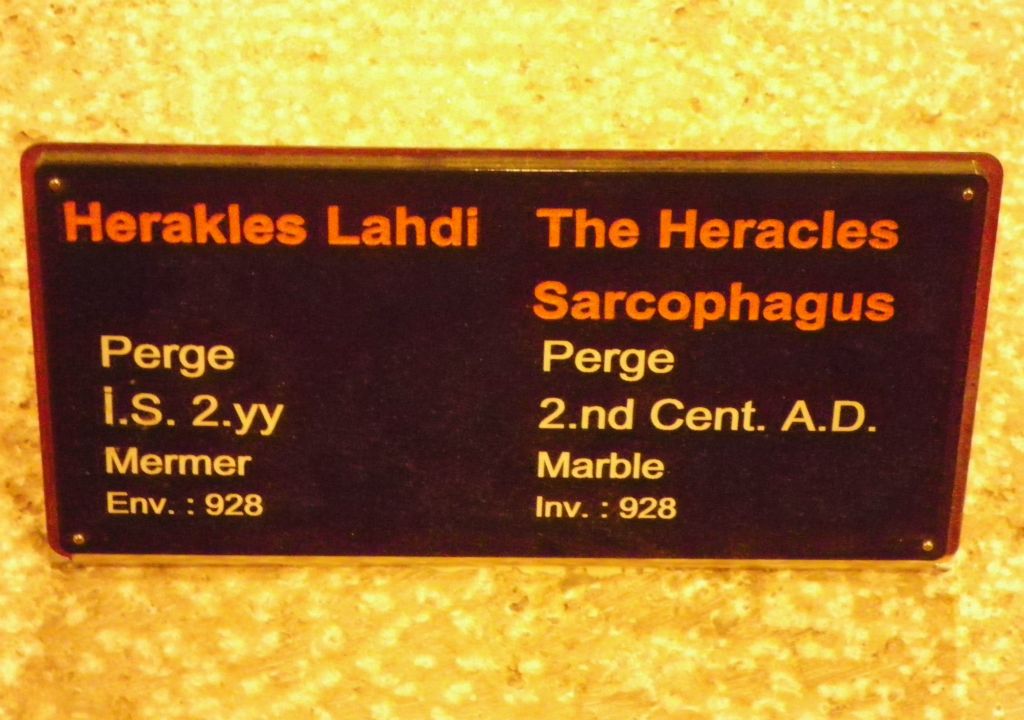 Herakles Lahdi
Perge
İ.S. 2.yy
Mermer
Env. : 928
The Heracles
Sarcophagus
Perge
2.nd Cent. A.D.
Marble
Inv. : 928